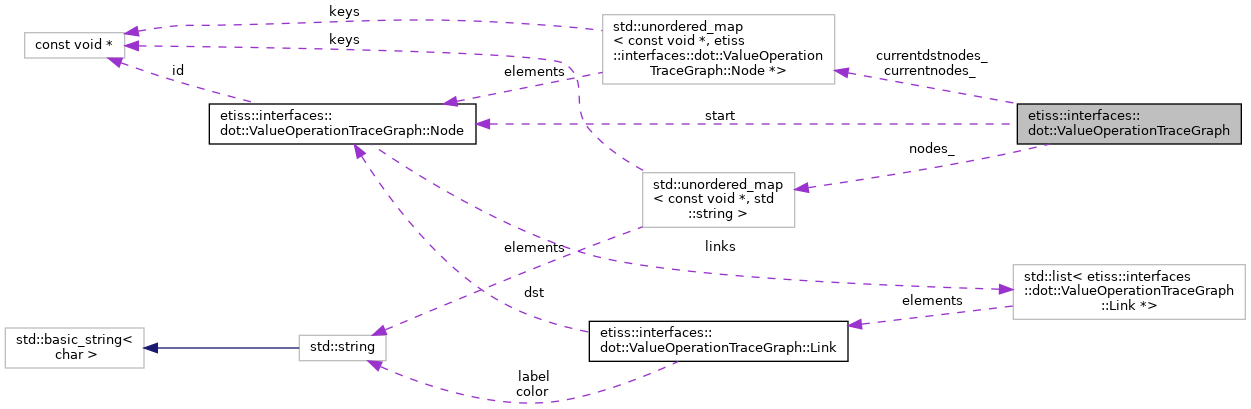 keys
const void *
keys
id
std::unordered_map
< const void *, etiss
::interfaces::dot::ValueOperation
TraceGraph::Node *>
elements
currentdstnodes_
currentnodes_
etiss::interfaces::
dot::ValueOperationTraceGraph::Node
start
etiss::interfaces::
dot::ValueOperationTraceGraph
nodes_
std::unordered_map
< const void *, std
::string >
elements
links
std::list< etiss::interfaces
::dot::ValueOperationTraceGraph
::Link *>
dst
elements
std::basic_string<
char >
std::string
etiss::interfaces::
dot::ValueOperationTraceGraph::Link
label
color